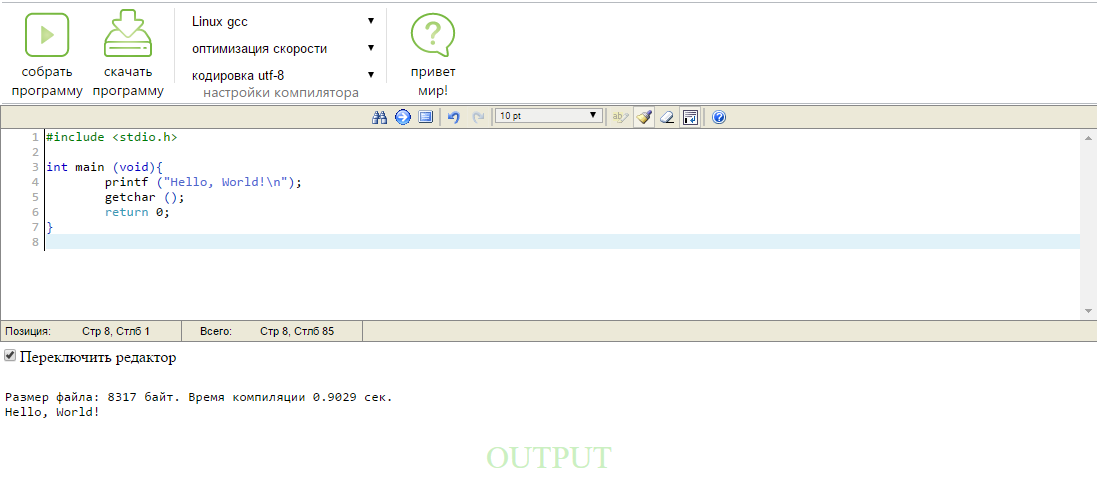 собрать
программу
скачать
программу
Linux gcc
оптимизация скорости
кодировка utf-8
настройки компилятора
привет
мир!
10 pt
ab
1 #include <stdio.h>
2
3 int main (void){
4 printf ("Hello, World!\n");
5 getchar ();
6 return 0;
7 }
8
Позиция: Стр 8, Стлб 1 Всего: Стр 8, Стлб 85
Переключить редактор
Размер файла: 8317 байт. Время компиляции 0.9029 сек.
Hello, World!
OUTPUT